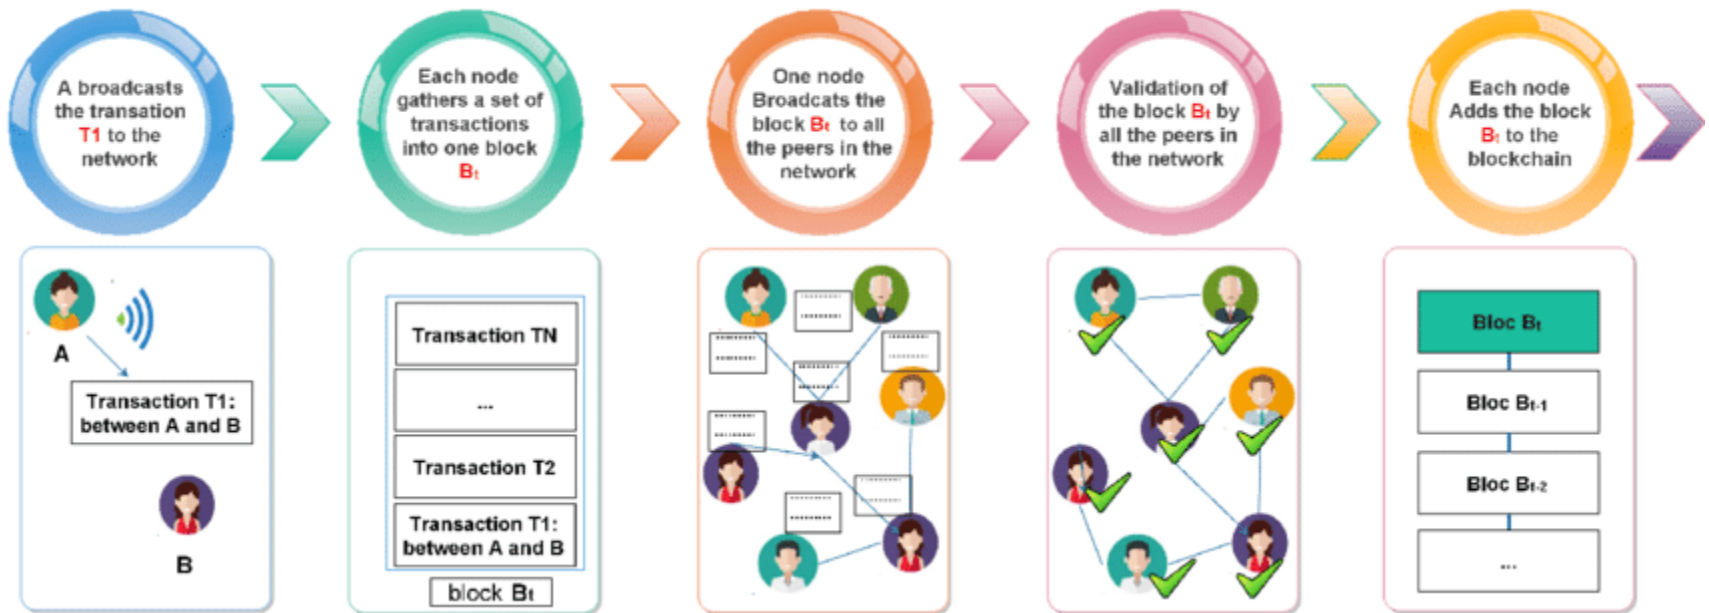 A broadcasts
the transation
T1 to the
network
Each node
gathers a set of
transactions
into one block
Bt
One node
Broadcats the
block Bt to all
the peers in the
network
Validation of
the block Bt by
all the peers in
the network
Each node
Adds the block
Bt to the
blockchain
A
Transaction T1:
between A and B
B
Transaction TN
...
Transaction T2
Transaction T1:
between A and B
block Bt
Bloc Bt
Bloc Bt-1
Bloc Bt-2
...